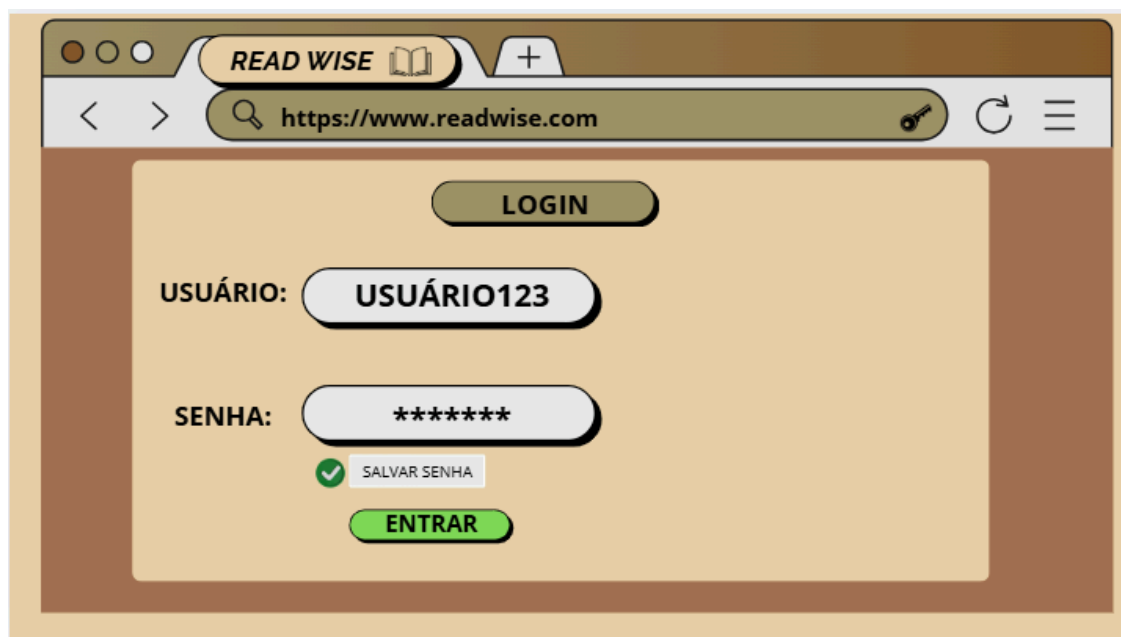 READ WISE
https://www.readwise.com
LOGIN
USUÁRIO: USUÁRIO123
SENHA: *******
SALVAR SENHA
ENTRAR